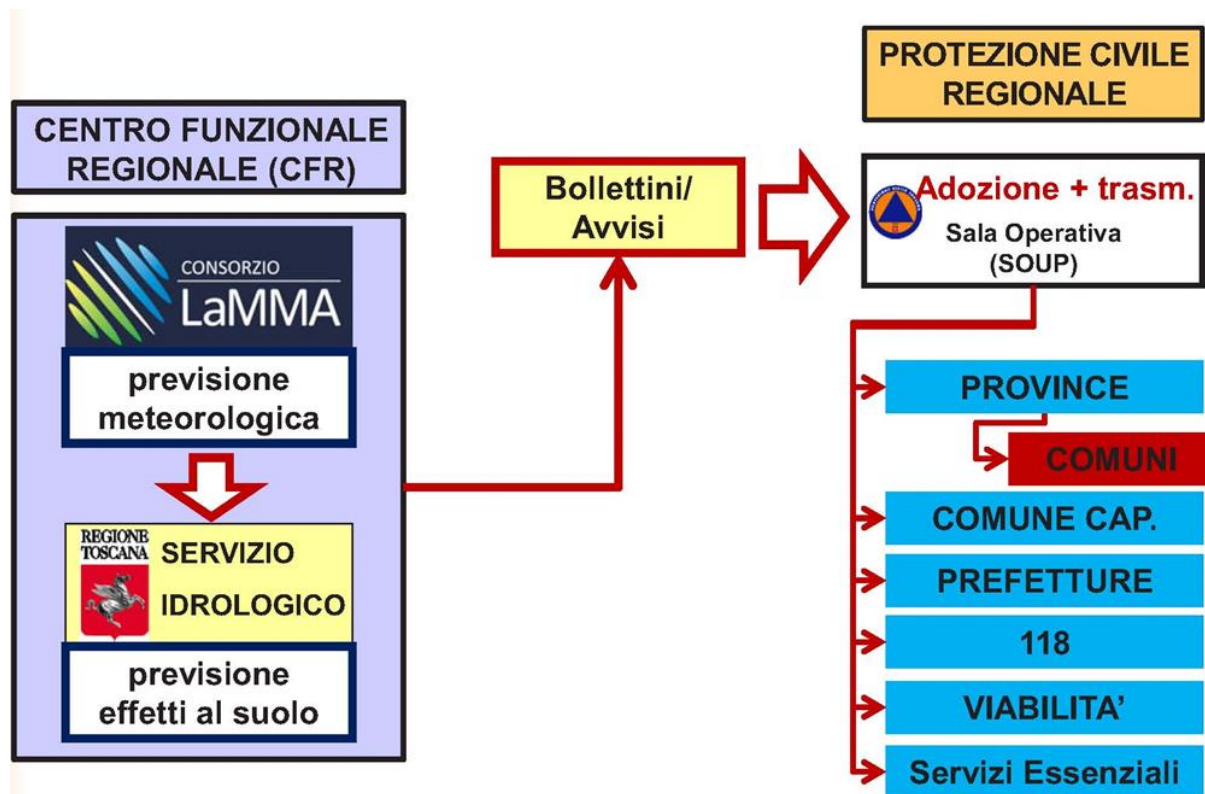 CENTRO FUNZIONALE
REGIONALE (CFR)
CONSORZIO
LaMMA
previsione
meteorologica
REGIONE
TOSCANA
SERVIZIO
IDROLOGICO
previsione
effetti al suolo
Bollettini/
Avvisi
PROTEZIONE CIVILE
REGIONALE
Adozione + trasm.
Sala Operativa
(SOUP)
PROVINCE
COMUNI
COMUNE CAP.
PREFETTURE
118
VIABILITA’
Servizi Essenziali